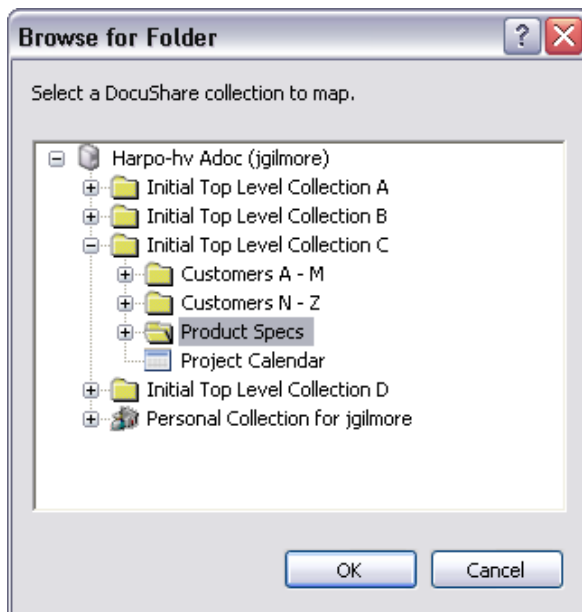 Browse for Folder
?
Select a DocuShare collection to map.
Harpo-hv Adoc (jgilmore)
Initial Top Level Collection A
Initial Top Level Collection B
Initial Top Level Collection C
Customers A - M
Customers N - Z
Product Specs
Project Calendar
Initial Top Level Collection D
Personal Collection for jgilmore
OK Cancel